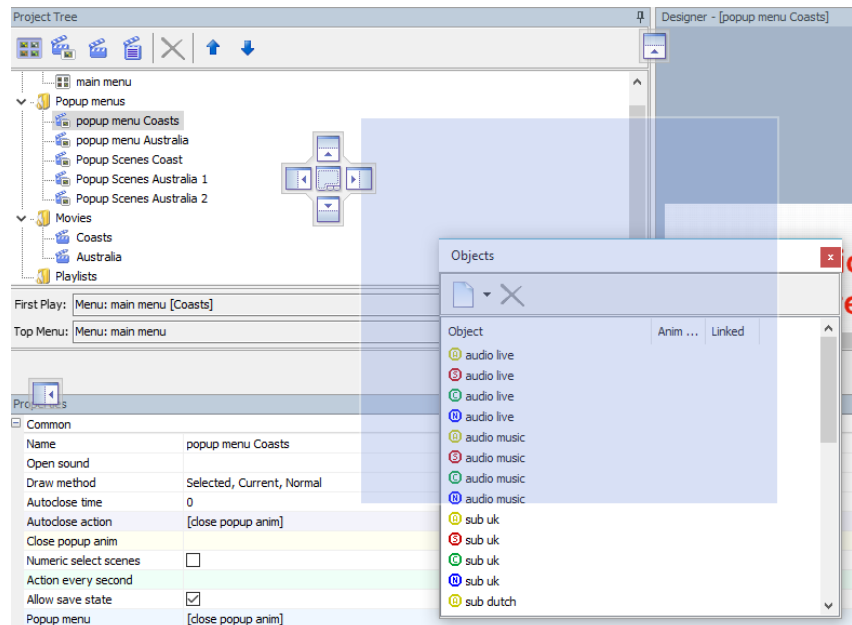 Project Tree
Designer - [popup menu Coasts]
main menu
Popup menus
popup menu Coasts
popup menu Australia
Popup Scenes Coast
Popup Scenes Australia 1
Popup Scenes Australia 2
Movies
Coasts
Australia
Playlists
First Play: Menu: main menu [Coasts]
Top Menu: Menu: main menu
Properties
Common
Name popup menu Coasts
Open sound
Draw method Selected, Current, Normal
Autoclose time 0
Autoclose action [close popup anim]
Close popup anim
Numeric select scenes
Action every second
Allow save state
Popup menu [close popup anim]
Objects
Object Anim ... Linked
A audio live
S audio live
C audio live
N audio live
A audio music
S audio music
C audio music
N audio music
A sub uk
S sub uk
C sub uk
N sub uk
A sub dutch